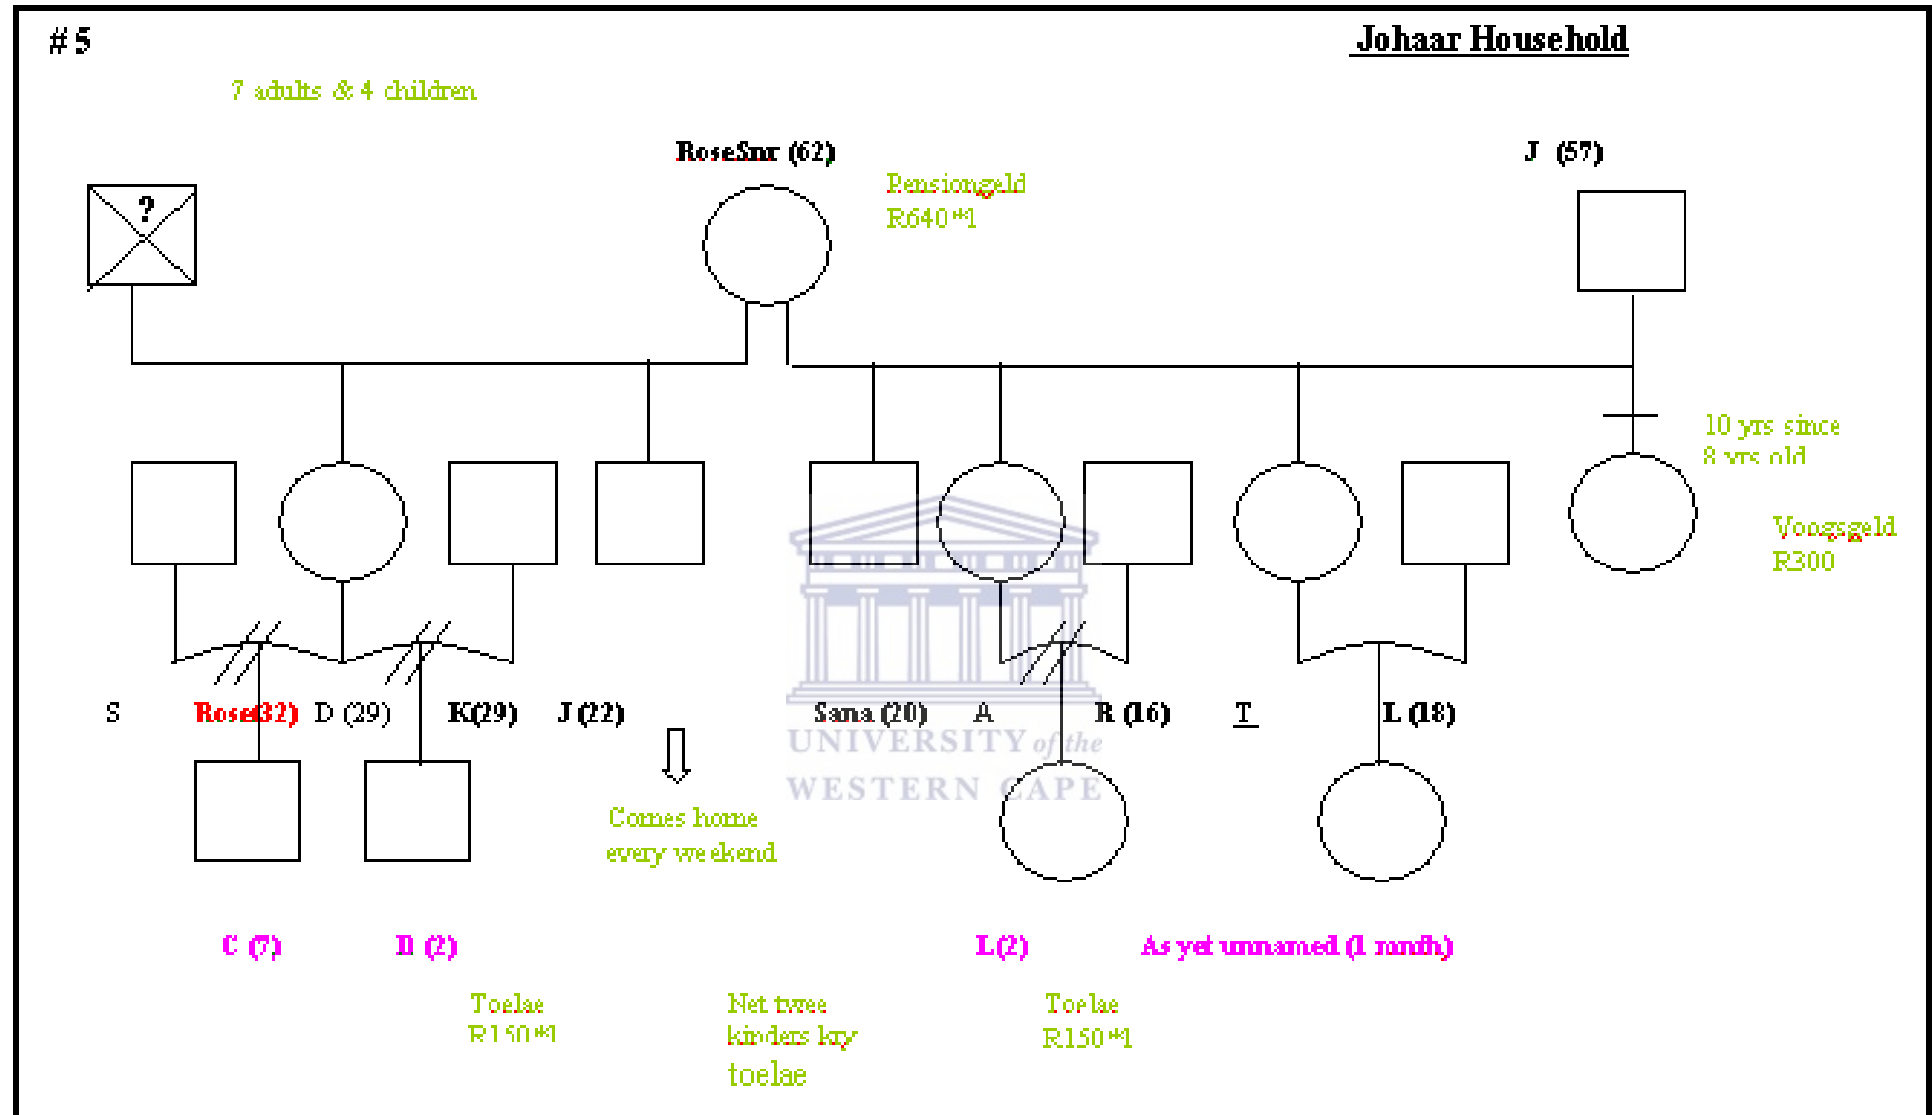 #5
Johaar Household
7 adults & 4 children
RoseSnr (62)
J (57)
?
Pensiongeld
R640*1
10 yrs since
8 yrs old
Voogsgeld
R300
S Rose(32) D (29) K(29) J (22) Sana (20) A R (16) T L (18)
UNIVERSITY of the
WESTERN CAPE
Comes home
every weekend
C (7) D (2) L(2) As yet unnamed (1 mnth)
Toelae
R150*1
Net twee
kinders kry
toelae
Toelae
R150*1